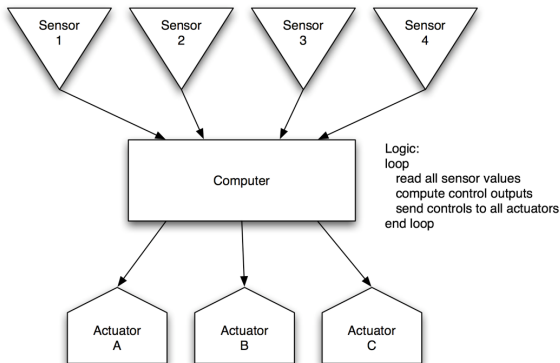 Sensor
1
Sensor
2
Sensor
3
Sensor
4
Computer
Logic:
loop
read all sensor values
compute control outputs
send controls to all actuators
end loop
Actuator
A
Actuator
B
Actuator
C